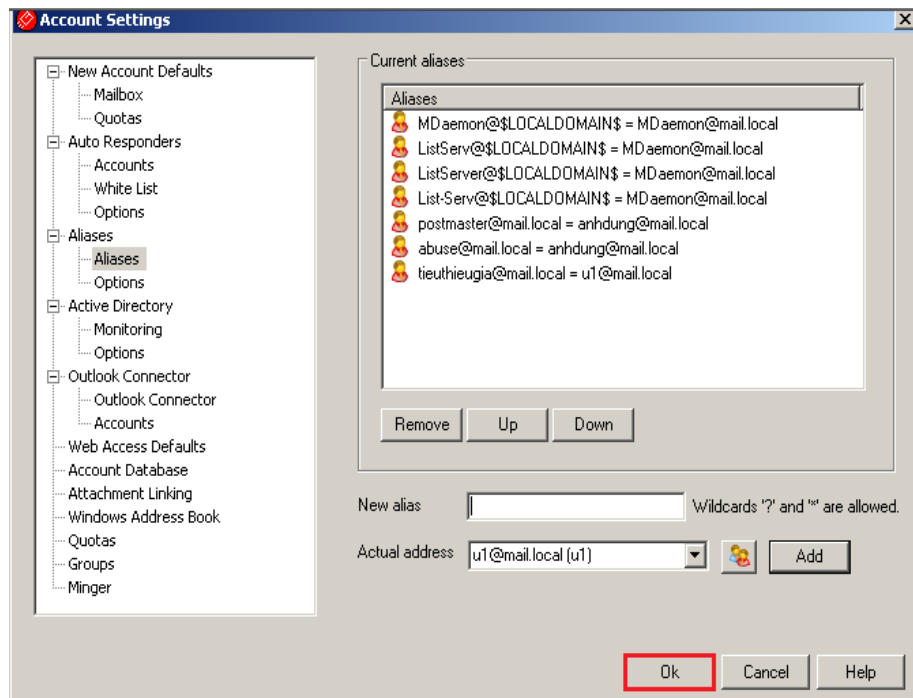 Account Settings
New Account Defaults
Mailbox
Quotas
Auto Responders
Accounts
White List
Options
Aliases
Aliases
Options
Active Directory
Monitoring
Options
Outlook Connector
Outlook Connector
Accounts
Web Access Defaults
Account Database
Attachment Linking
Windows Address Book
Quotas
Groups
Minger
Current aliases
Aliases
MDaemon@$LOCALDOMAIN$ = MDaemon@mail.local
ListServ@$LOCALDOMAIN$ = MDaemon@mail.local
ListServer@$LOCALDOMAIN$ = MDaemon@mail.local
List-Serv@$LOCALDOMAIN$ = MDaemon@mail.local
postmaster@mail.local = anhdung@mail.local
abuse@mail.local = anhdung@mail.local
tieuthieugia@mail.local = u1@mail.local
Remove Up Down
New alias Wildcards '?' and '*' are allowed.
Actual address u1@mail.local (u1) Add
Ok Cancel Help